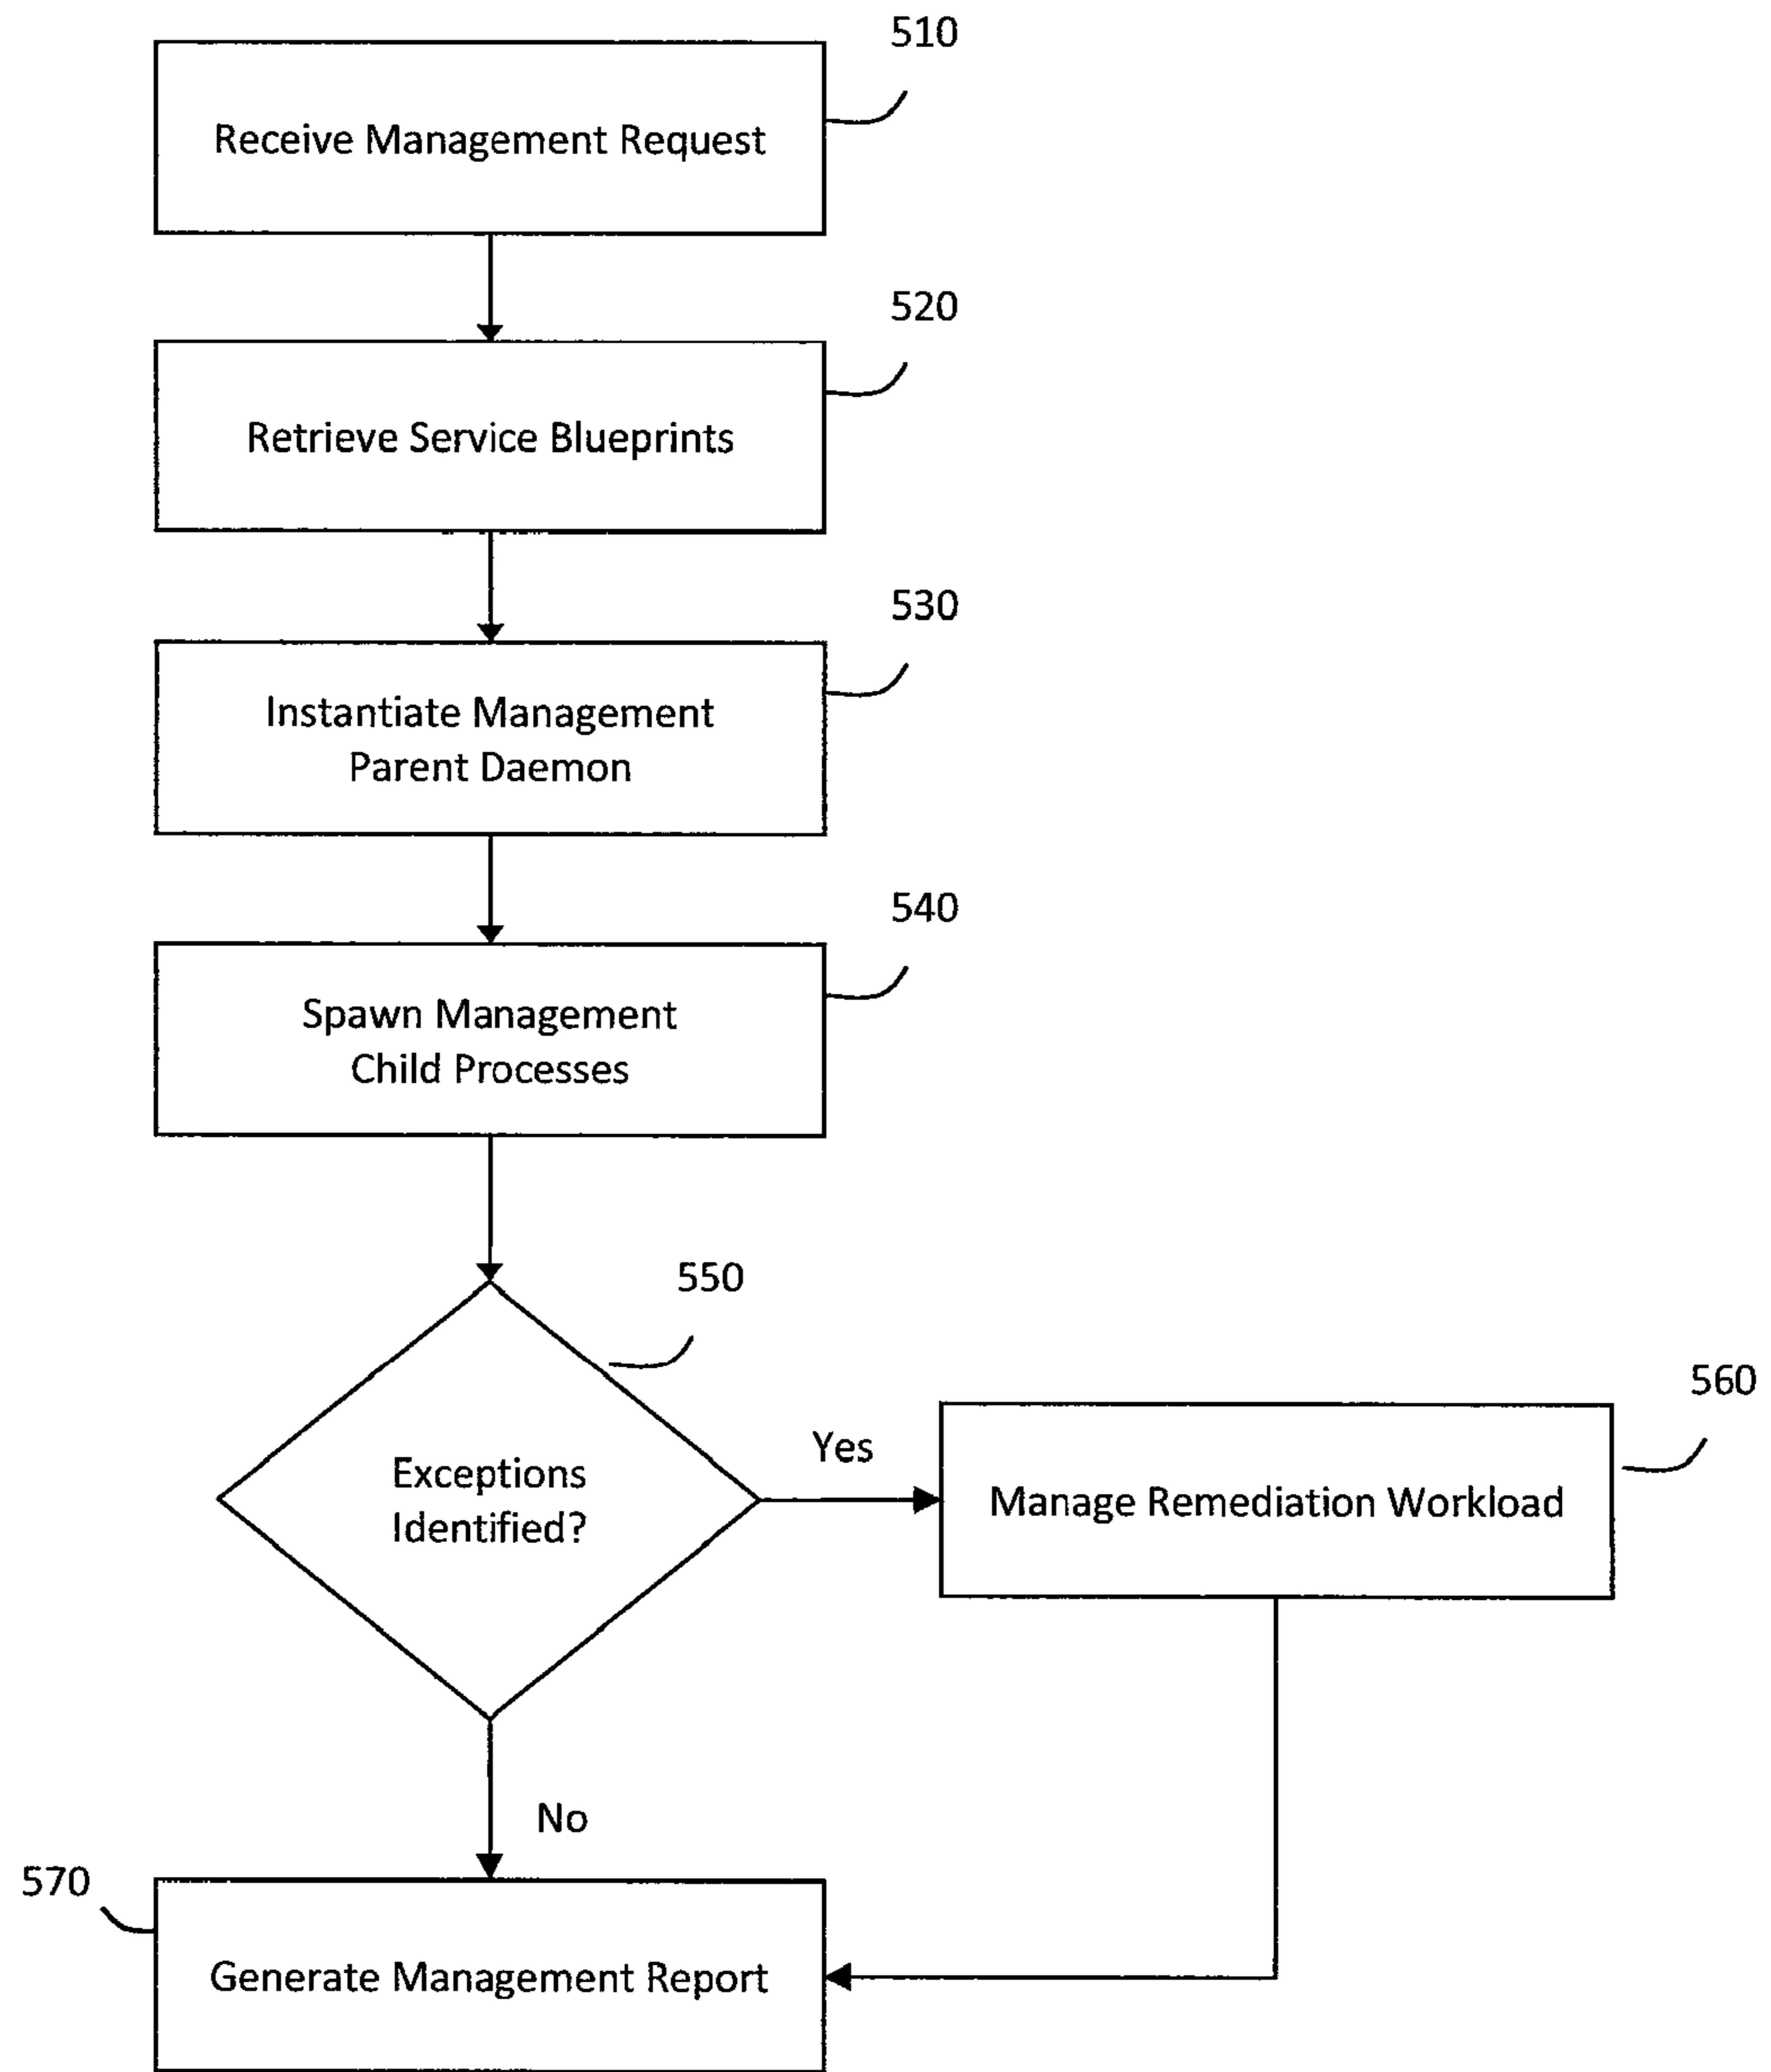 510
Receive Management Request
520
Retrieve Service Blueprints
530
Instantiate Management
Parent Daemon
540
Spawn Management
Child Processes
550
Exceptions
Identified?
Yes
560
Manage Remediation Workload
No
570
Generate Management Report